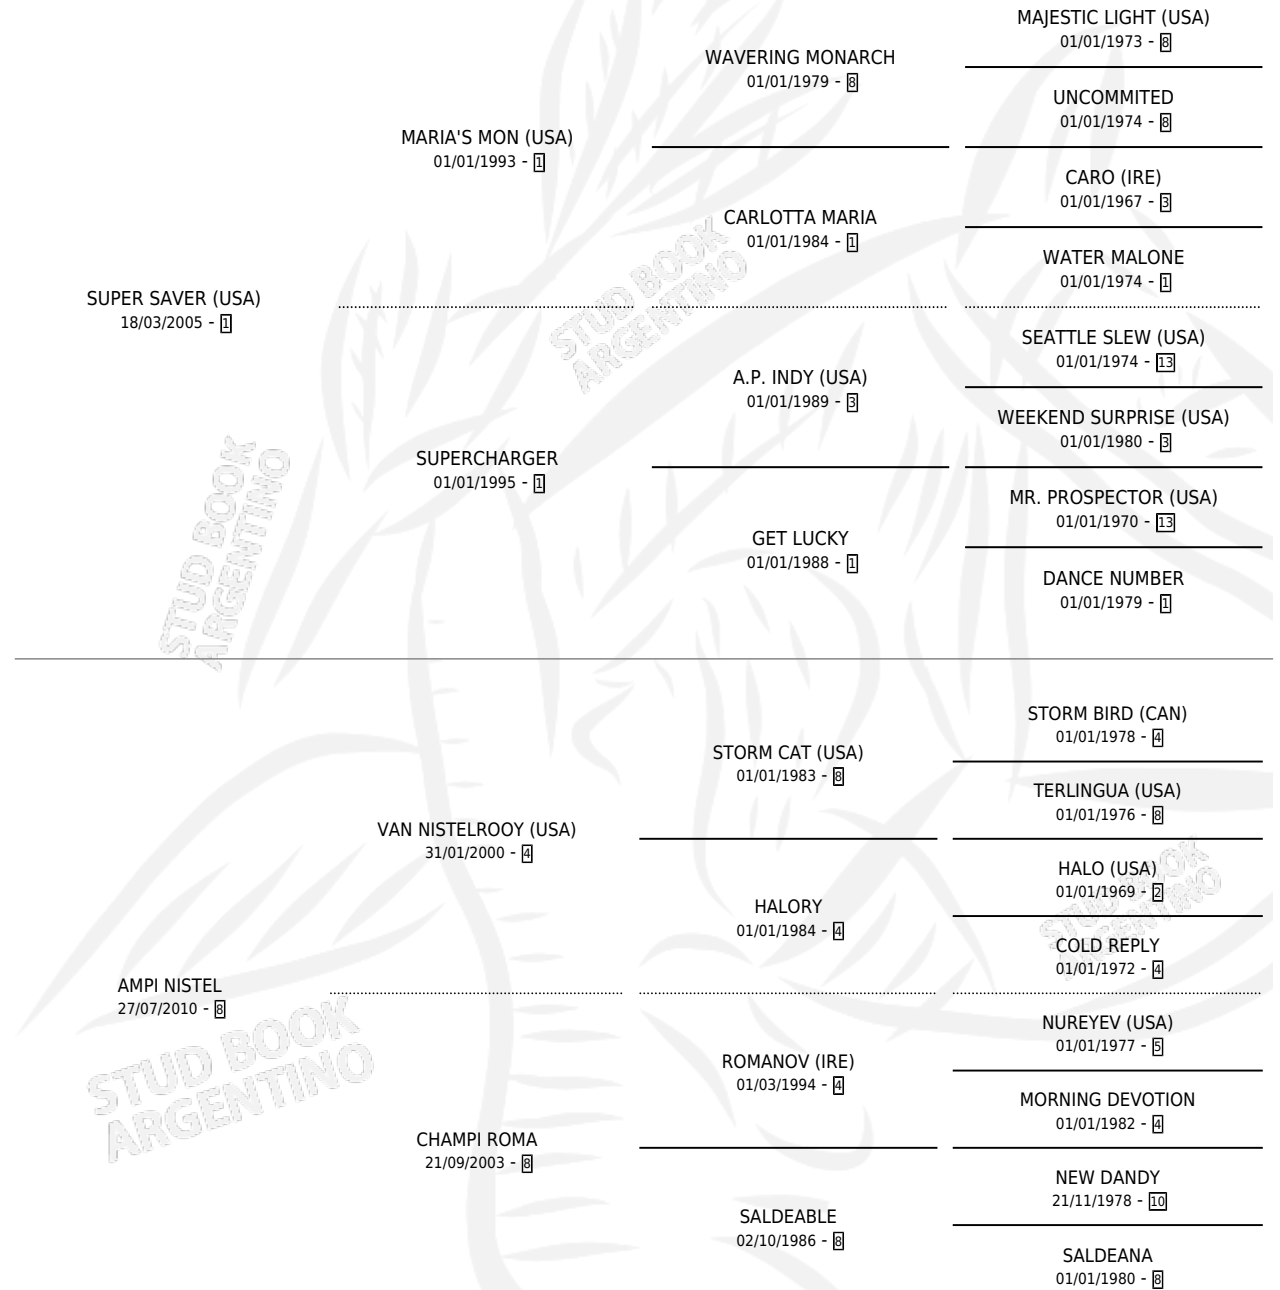 MAJESTIC LIGHT (USA)
01/01/1973 - 8
WAVERING MONARCH
01/01/1979 - 8
UNCOMMITED
01/01/1974 - 8
MARIA'S MON (USA)
01/01/1993 - 1
CARO (IRE)
01/01/1967 - 3
CARLOTTA MARIA
01/01/1984 - 1
WATER MALONE
01/01/1974 - 1
SUPER SAVER (USA)
18/03/2005 - 1
STUD BOOK
ARGENTINO
SEATTLE SLEW (USA)
01/01/1974 - 13
A.P. INDY (USA)
01/01/1989 - 3
WEEKEND SURPRISE (USA)
01/01/1980 - 3
SUPERCHARGER
01/01/1995 - 1
MR. PROSPECTOR (USA)
01/01/1970 - 13
GET LUCKY
01/01/1988 - 1
DANCE NUMBER
01/01/1979 - 1
STUD BOOK
ARGENTINO
STORM BIRD (CAN)
01/01/1978 - 4
STORM CAT (USA)
01/01/1983 - 8
TERLINGUA (USA)
01/01/1976 - 8
VAN NISTELROOY (USA)
31/01/2000 - 4
HALO (USA)
01/01/1969 - 2
HALORY
01/01/1984 - 4
COLD REPLY
01/01/1972 - 4
STUD BOOK
ARGENTINO
AMPI NISTEL
27/07/2010 - 8
NUREYEV (USA)
01/01/1977 - 5
ROMANOV (IRE)
01/03/1994 - 4
MORNING DEVOTION
01/01/1982 - 4
STUD BOOK
ARGENTINO
CHAMPI ROMA
21/09/2003 - 8
NEW DANDY
21/11/1978 - 10
SALDEABLE
02/10/1986 - 8
SALDEANA
01/01/1980 - 8